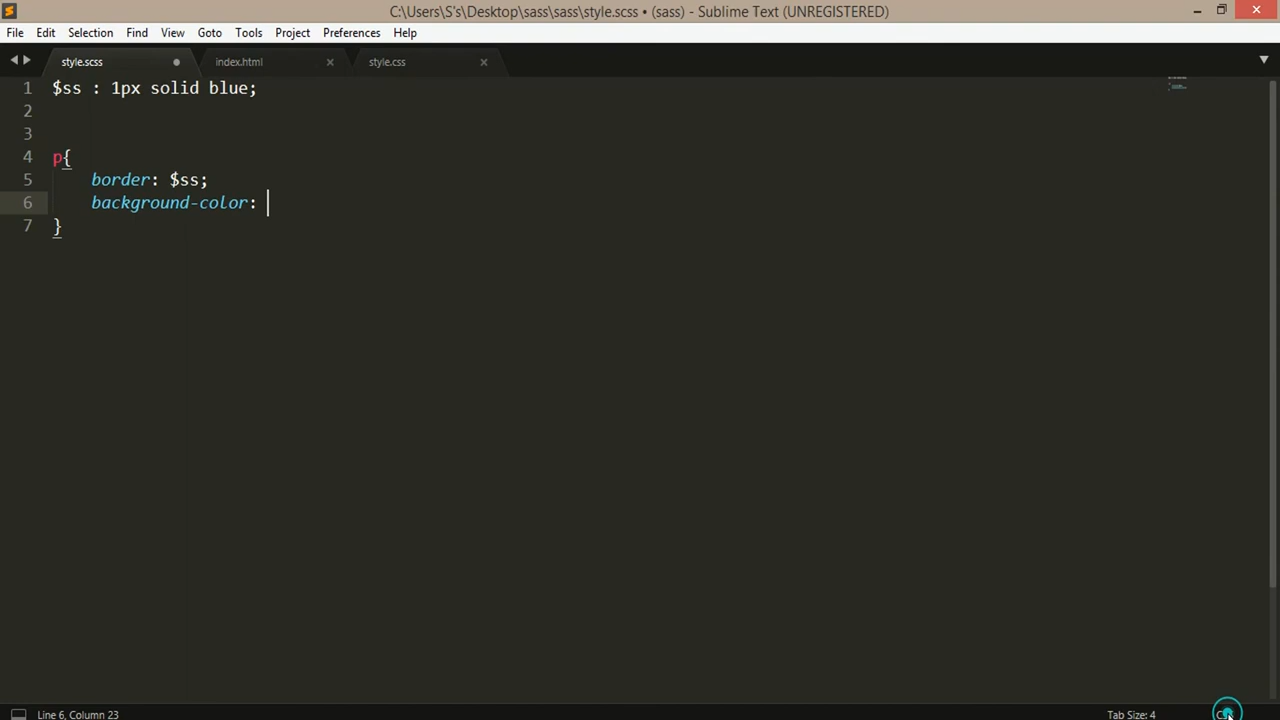 C:\Users\S's\Desktop\sass\sass\style.scss • (sass) - Sublime Text (UNREGISTERED)
File Edit Selection Find View Goto Tools Project Preferences Help
style.scss index.html style.css
1 $ss : 1px solid blue;
2
3
4 p{
5 border: $ss;
6 background-color:
7 }
Line 6, Column 23 Tab Size: 4